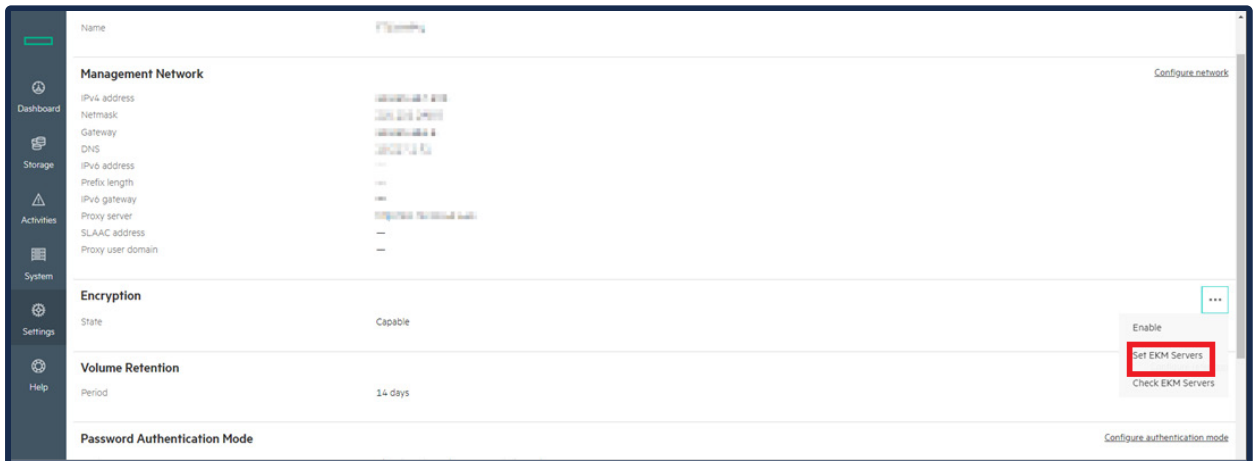 Name
Management Network
Configure network
IPv4 address
Dashboard
Netmask
Gateway
DNS
Storage
IPv6 address
Prefix length
IPv6 gateway
Activities
Proxy server
SLAAC address —
Proxy user domain —
System
Encryption
...
State Capable
Settings
Enable
Set EKM Servers
Volume Retention
Help
Check EKM Servers
Period 14 days
Password Authentication Mode
Configure authentication mode